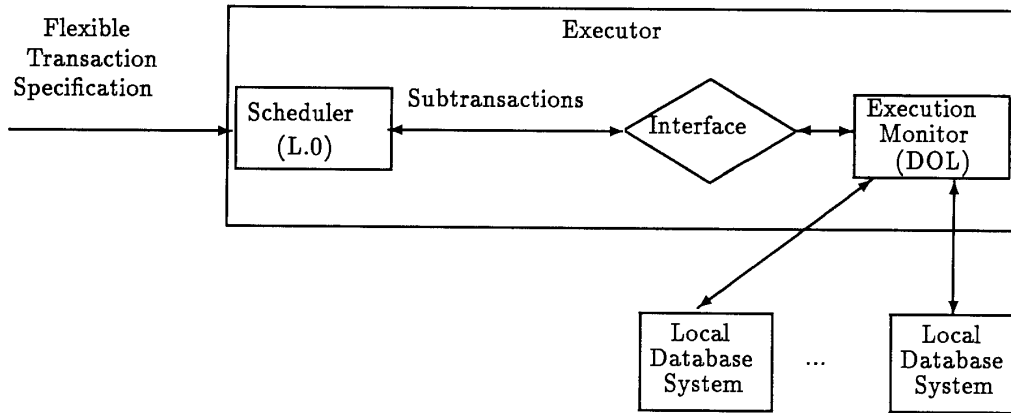 Flexible
Transaction
Specification
Executor
Scheduler
(L.0)
Subtransactions
Interface
Execution
Monitor
(DOL)
Local
Database
System
...
Local
Database
System